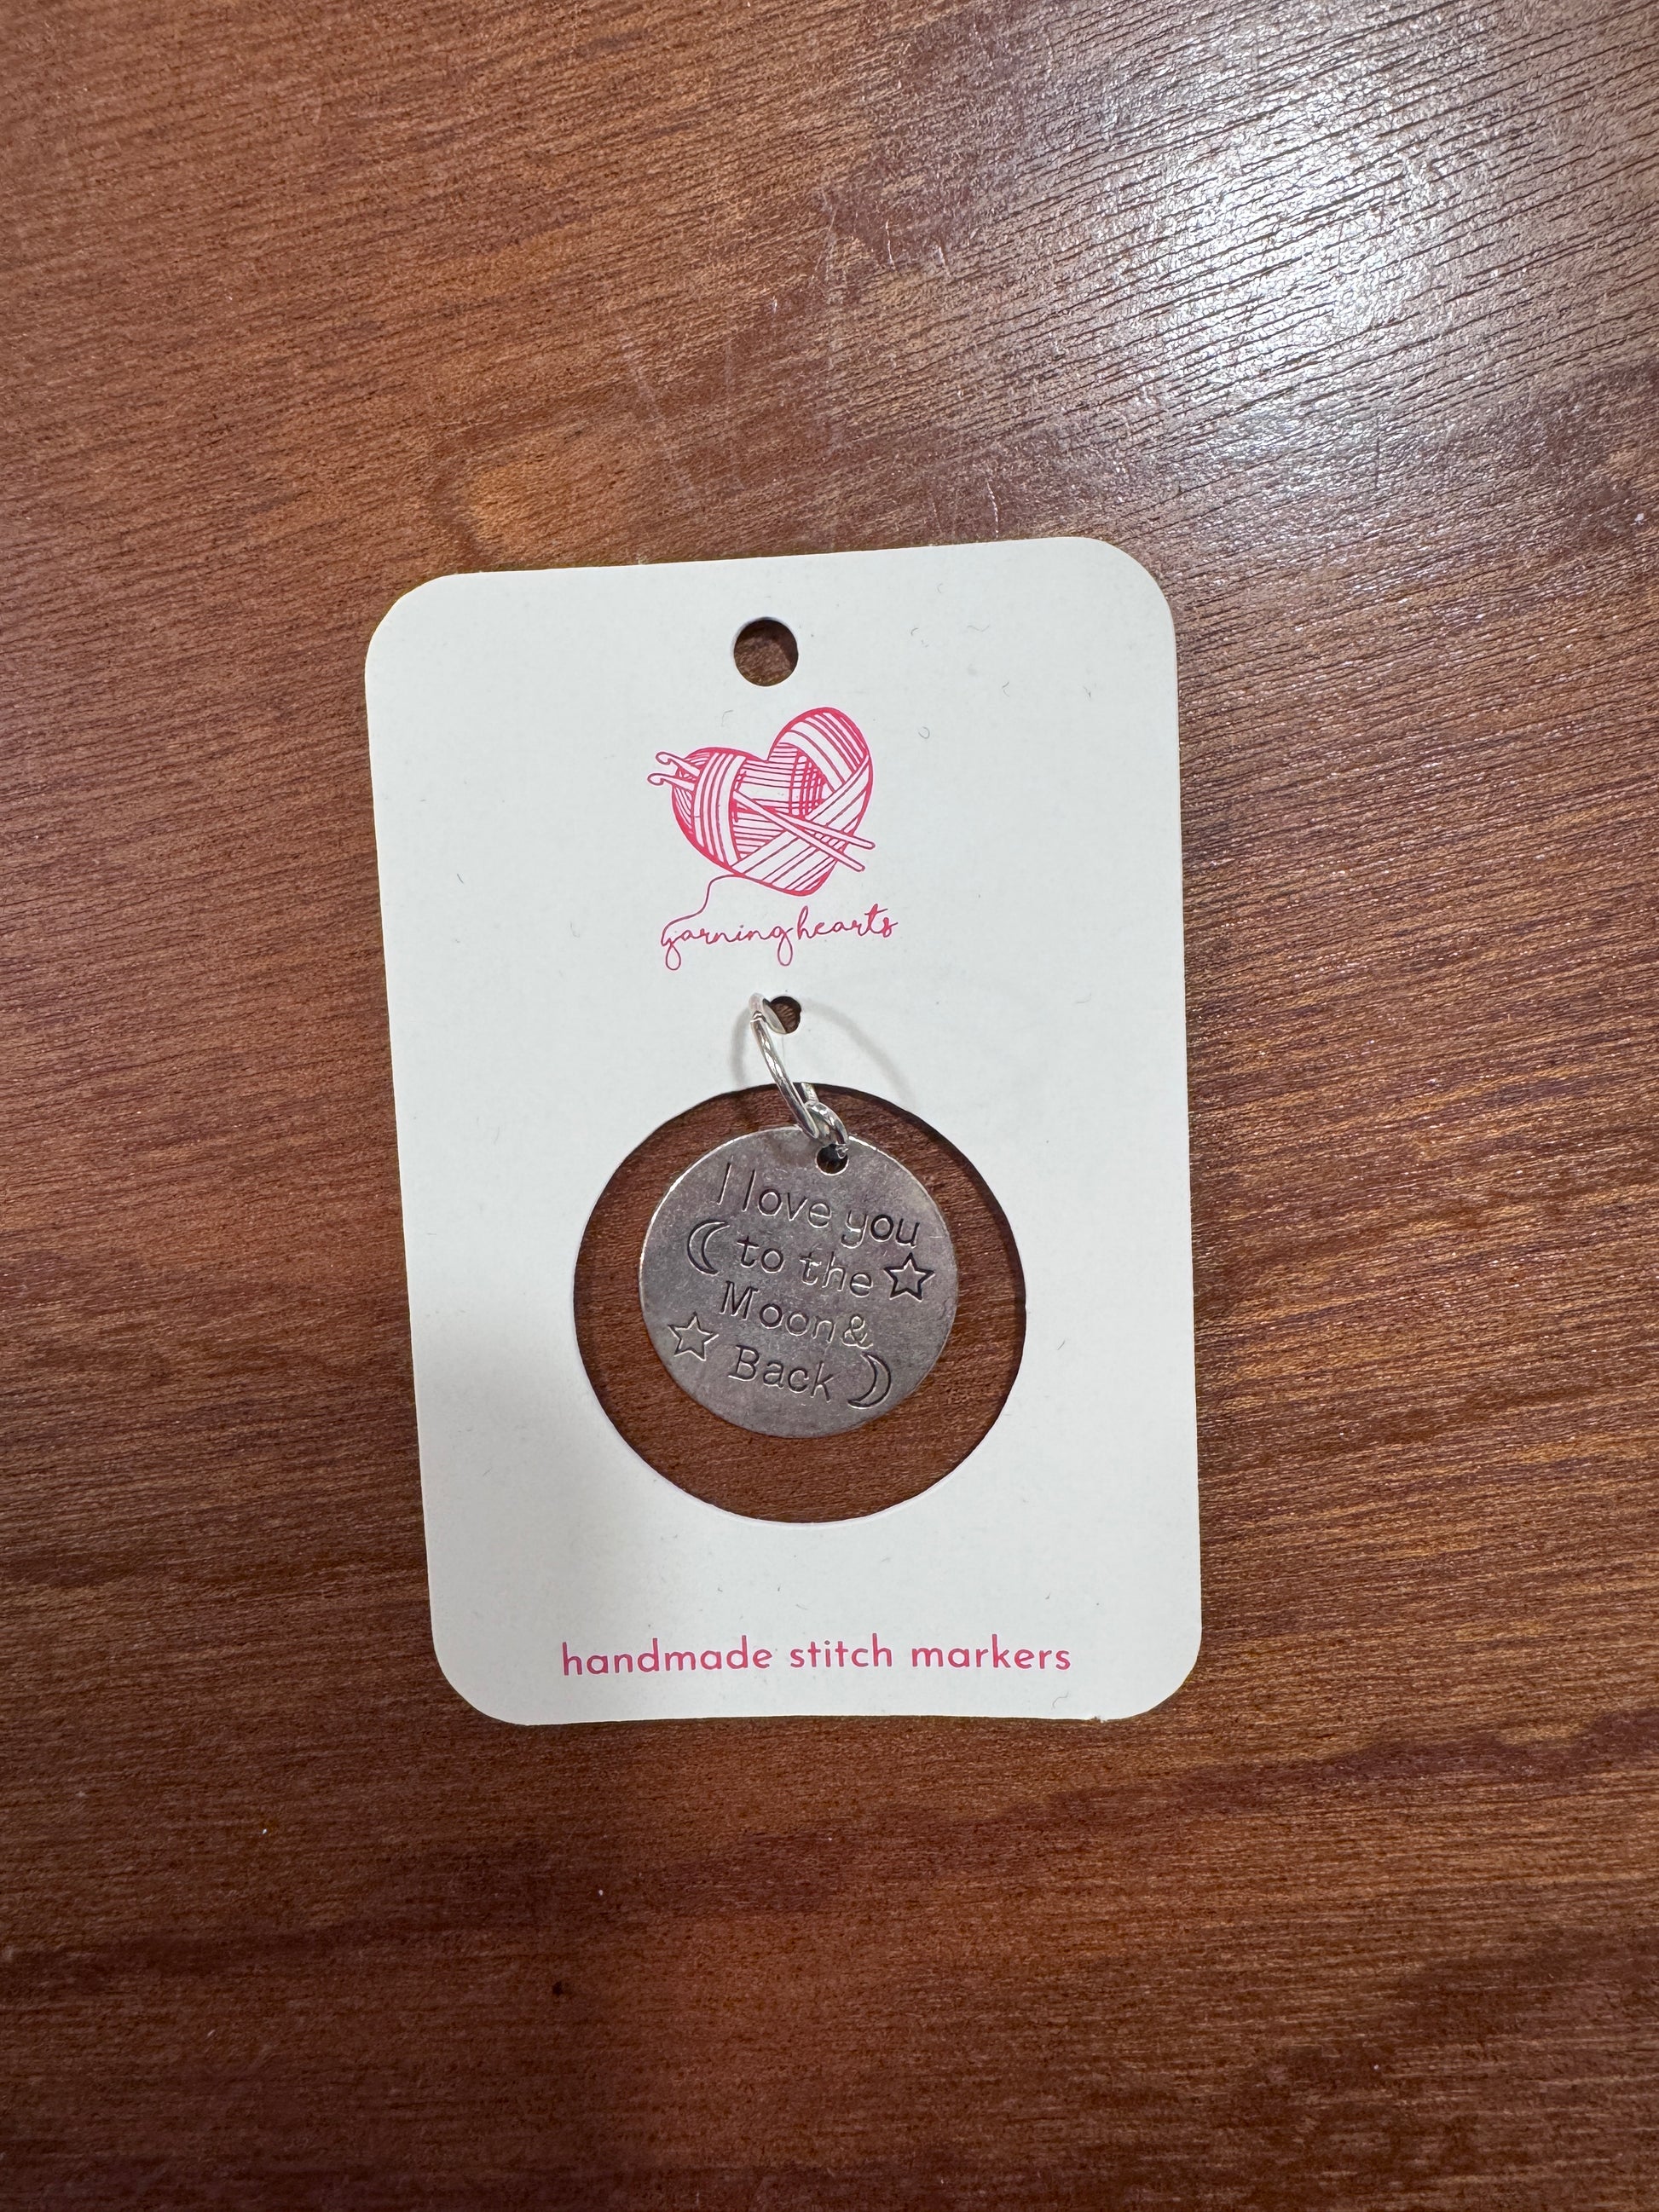 yarninghearts
I love you
to the
Moon &
Back
handmade stitch markers